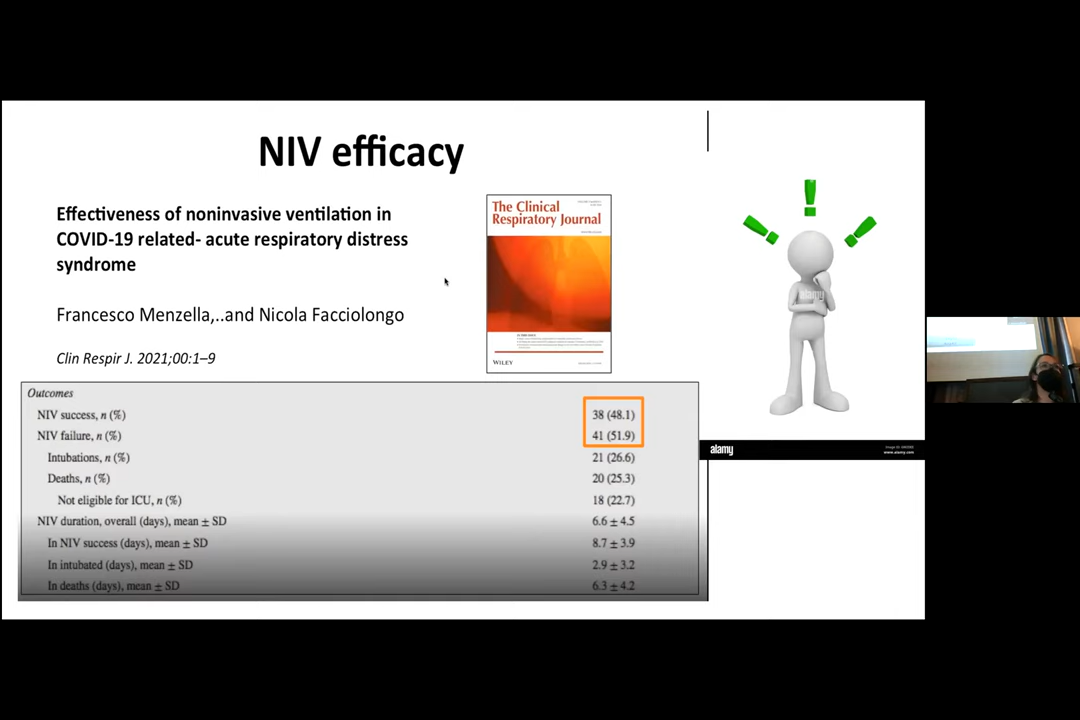 NIV efficacy
Effectiveness of noninvasive ventilation in
COVID-19 related- acute respiratory distress
syndrome
Francesco Menzella,..and Nicola Facciolongo
Clin Respir J. 2021;00:1–9
The Clinical
Respiratory Journal
WILEY
Outcomes
NIV success, n (%) 38 (48.1)
NIV failure, n (%) 41 (51.9)
Intubations, n (%) 21 (26.6)
Deaths, n (%) 20 (25.3)
Not eligible for ICU, n (%) 18 (22.7)
NIV duration, overall (days), mean ± SD 6.6 ± 4.5
In NIV success (days), mean ± SD 8.7 ± 3.9
In intubated (days), mean ± SD 2.9 ± 3.2
In deaths (days), mean ± SD 6.3 ± 4.2
alamy
alamy
www.alamy.com